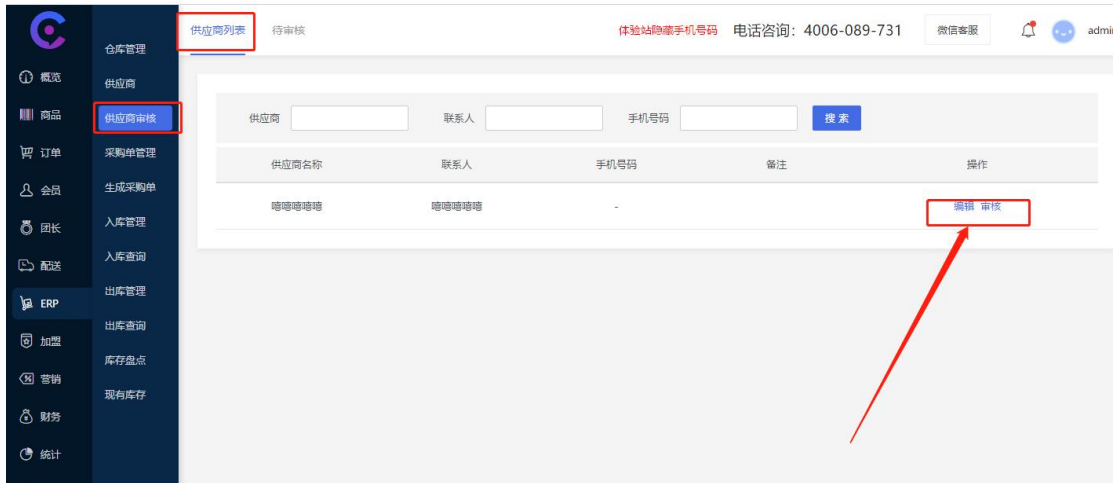 供应商列表 待审核 体验站隐藏手机号码 电话咨询：4006-089-731 微信客服 admin
概览
商品
订单
会员
团长
配送
ERP
加盟
营销
财务
统计
仓库管理
供应商
供应商审核
采购单管理
生成采购单
入库管理
入库查询
出库管理
出库查询
库存盘点
现有库存
供应商 联系人 手机号码 搜索
供应商名称 联系人 手机号码 备注 操作
嘻嘻嘻嘻嘻 嘻嘻嘻嘻嘻 - 编辑 审核